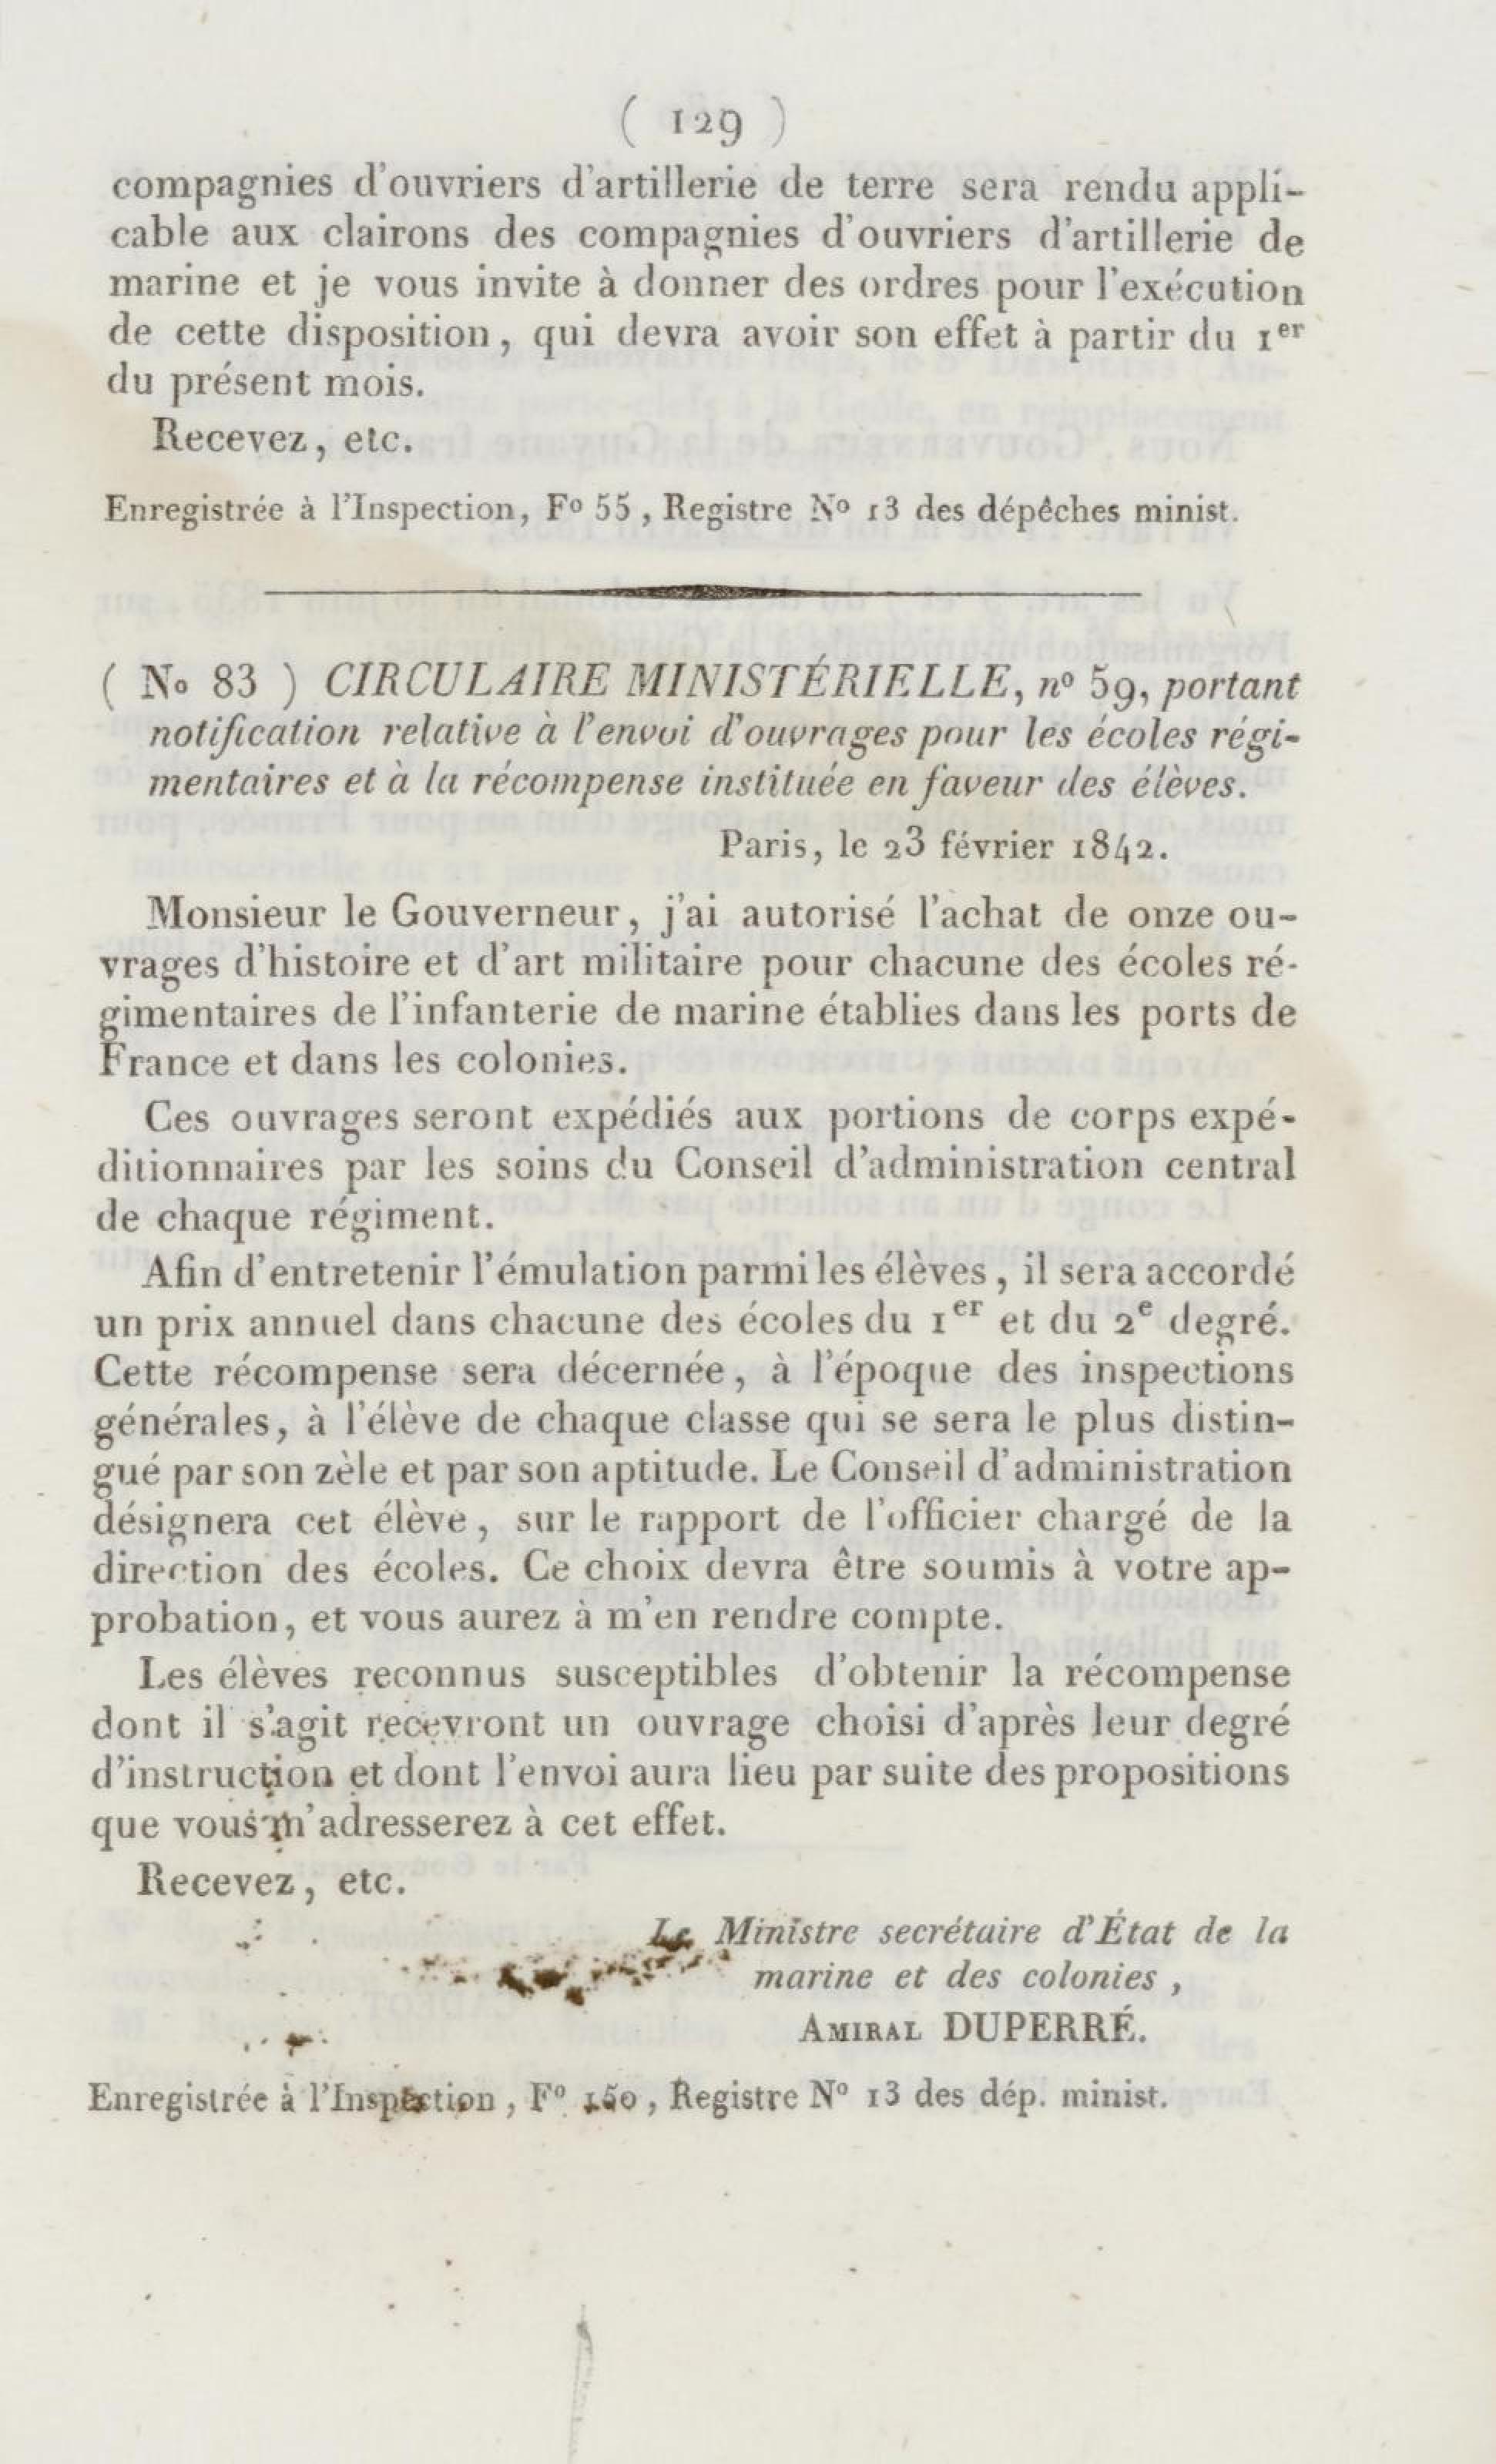 ( 129 )
compagnies d'ouvriers d'artillerie de terre sera rendu appli-
cable aux clairons des compagnies d'ouvriers d'artillerie de
marine et je vous invite à donner des ordres pour l'exécution
de cette disposition, qui devra avoir son effet à partir du 1er
du présent mois.
Recevez, etc.
Enregistrée à l'Inspection, Fo 55, Registre No 13 des dépêches minist.
( No 83 ) CIRCULAIRE MINISTÉRIELLE, no 59, portant
notification relative à l'envoi d'ouvrages pour les écoles régi-
mentaires et à la récompense instituée en faveur des élèves.
Paris, le 23 février 1842.
Monsieur le Gouverneur, j'ai autorisé l'achat de onze ou-
vrages d'histoire et d'art militaire pour chacune des écoles ré-
gimentaires de l'infanterie de marine établies dans les ports de
France et dans les colonies.
Ces ouvrages seront expédiés aux portions de corps expé-
ditionnaires par les soins du Conseil d'administration central
de chaque régiment.
Afin d'entretenir l'émulation parmi les élèves, il sera accordé
un prix annuel dans chacune des écoles du 1er et du 2e degré.
Cette récompense sera décernée, à l'époque des inspections
générales, à l'élève de chaque classe qui se sera le plus distin-
gué par son zèle et par son aptitude. Le Conseil d'administration
désignera cet élève, sur le rapport de l'officier chargé de la
direction des écoles. Ce choix devra être soumis à votre ap-
probation, et vous aurez à m'en rendre compte.
Les élèves reconnus susceptibles d'obtenir la récompense
dont il s'agit recevront un ouvrage choisi d'après leur degré
d'instruction et dont l'envoi aura lieu par suite des propositions
que vous m'adresserez à cet effet.
Recevez, etc.
Le Ministre secrétaire d'État de la
marine et des colonies,
AMIRAL DUPERRÉ.
Enregistrée à l'Inspection, Fo 150, Registre No 13 des dép. minist.